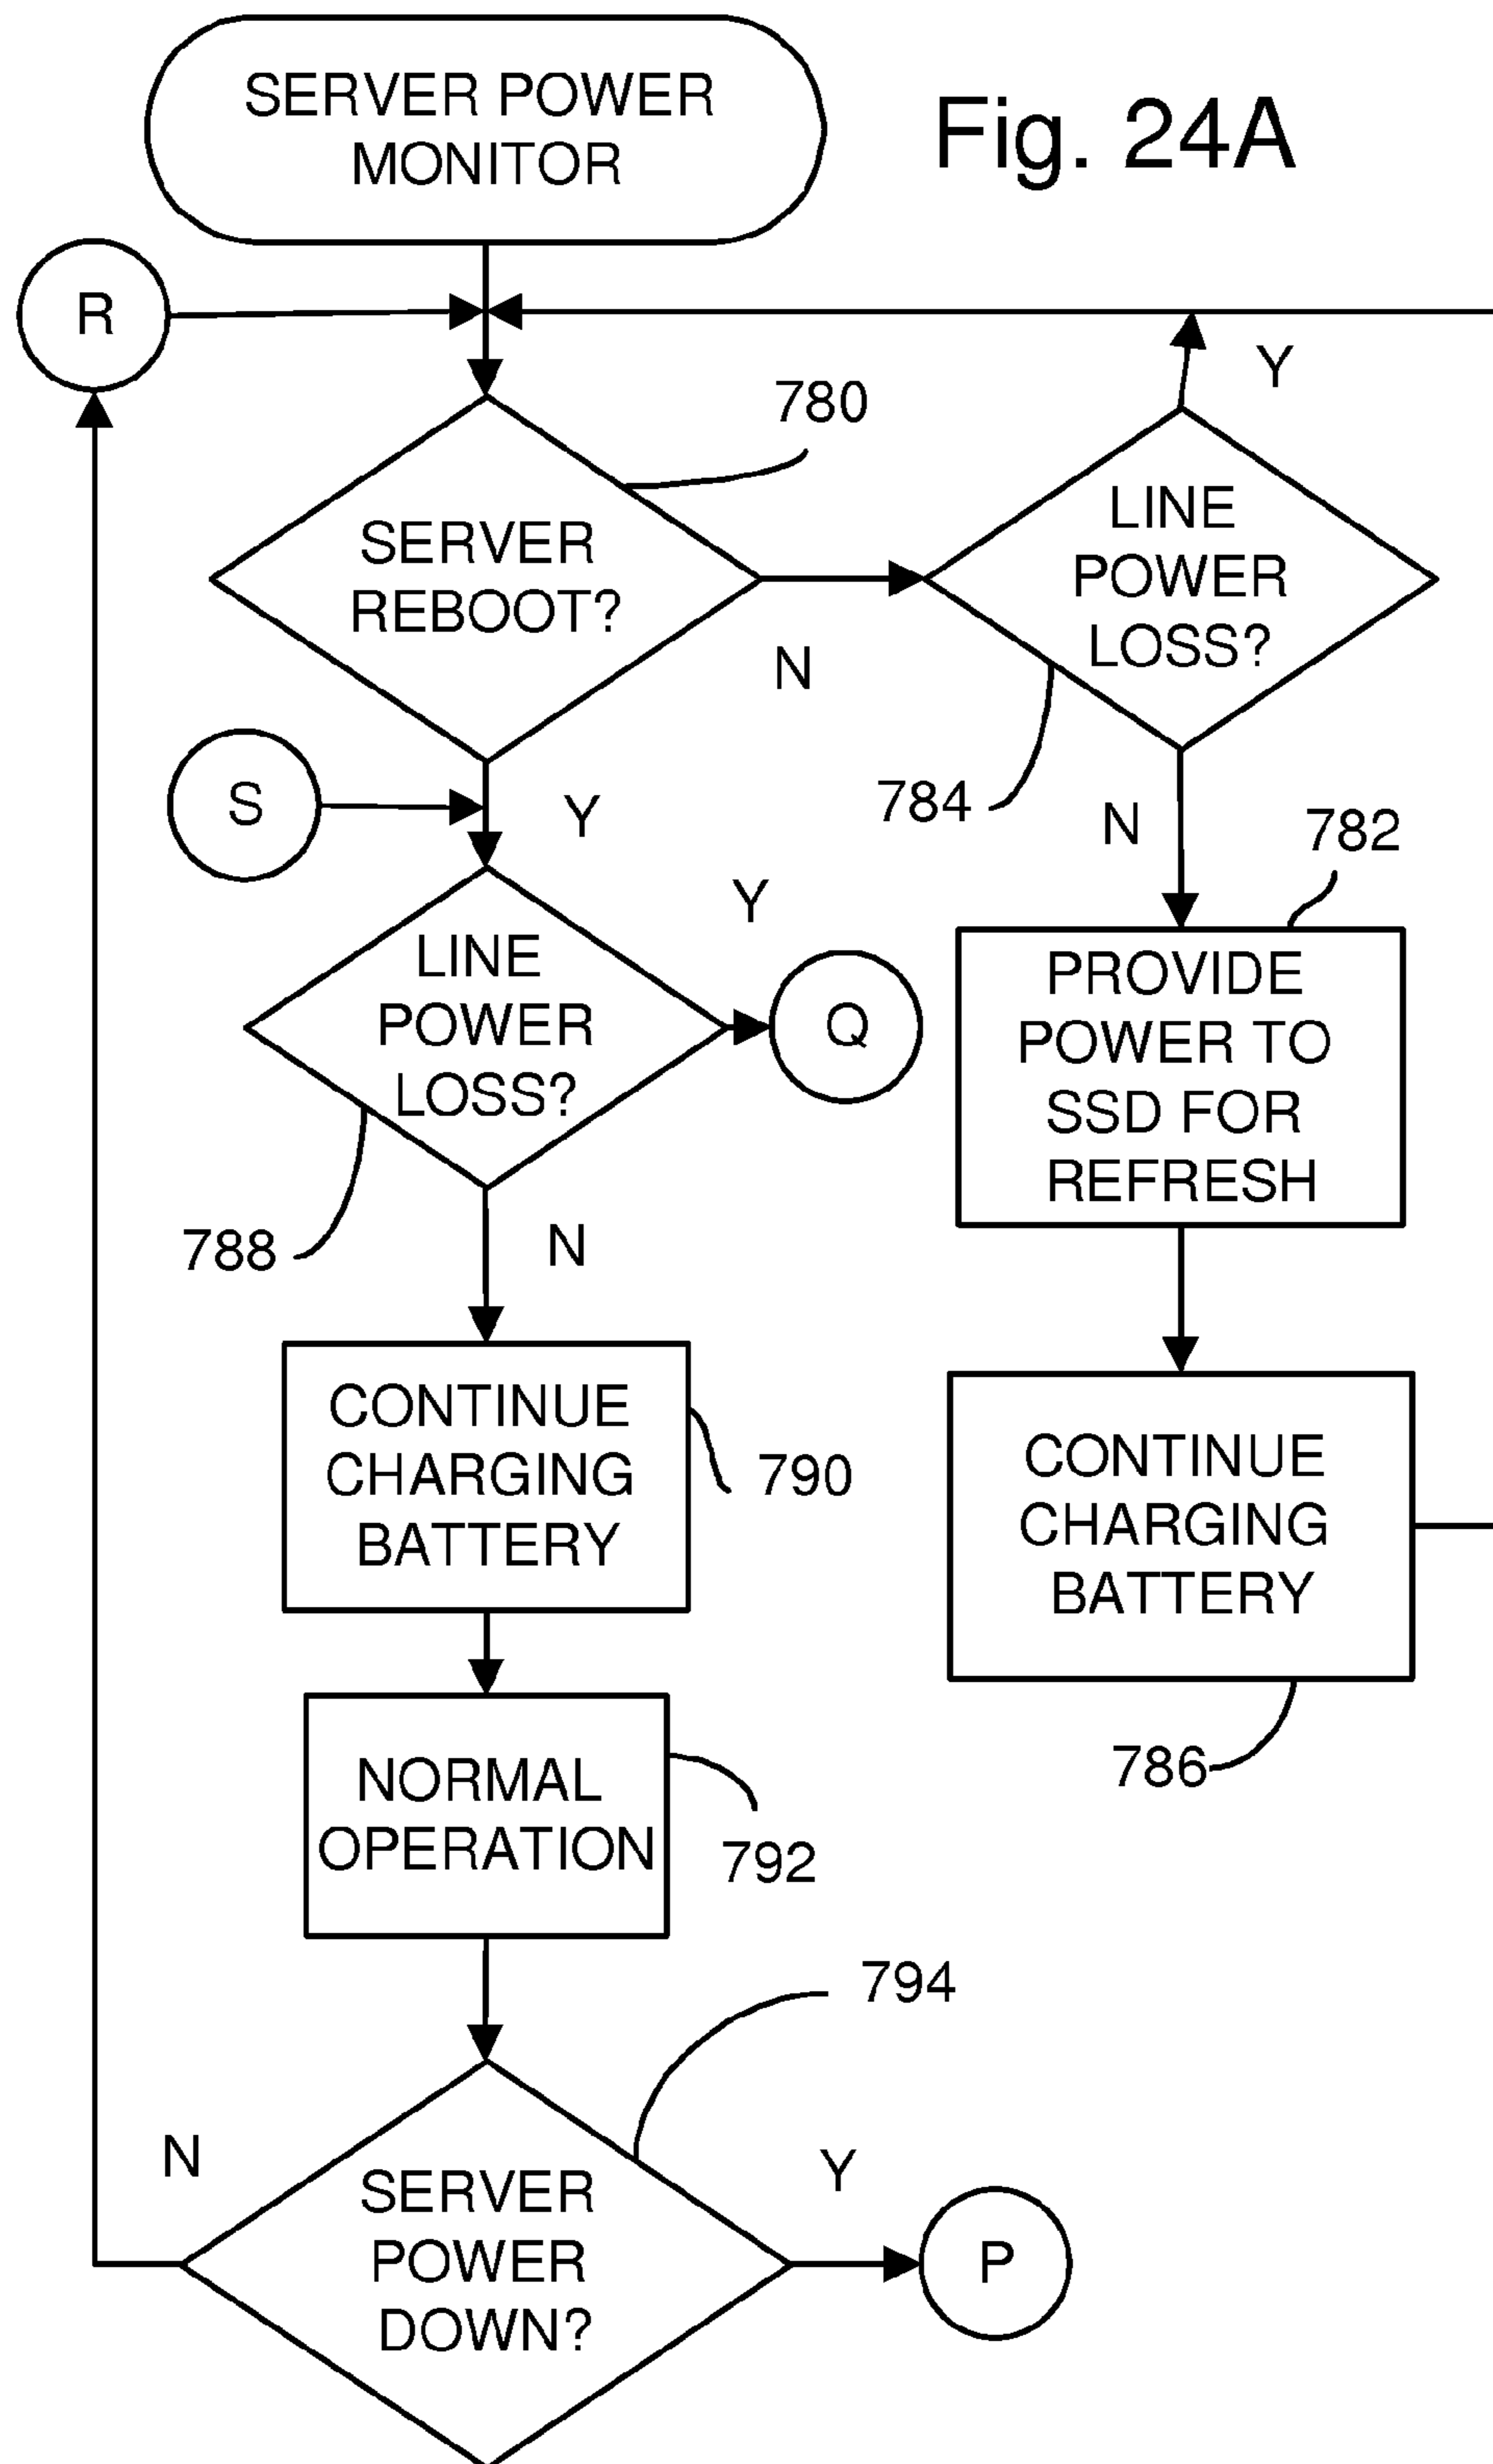 SERVER POWER
MONITOR
Fig. 24A
R
Y
780
SERVER
REBOOT?
N
LINE
POWER
LOSS?
784
S
Y
N
782
LINE
POWER
LOSS?
Y
Q
788
N
PROVIDE
POWER TO
SSD FOR
REFRESH
CONTINUE
CHARGING
BATTERY
790
CONTINUE
CHARGING
BATTERY
786
NORMAL
OPERATION
792
794
N
SERVER
POWER
DOWN?
Y
P